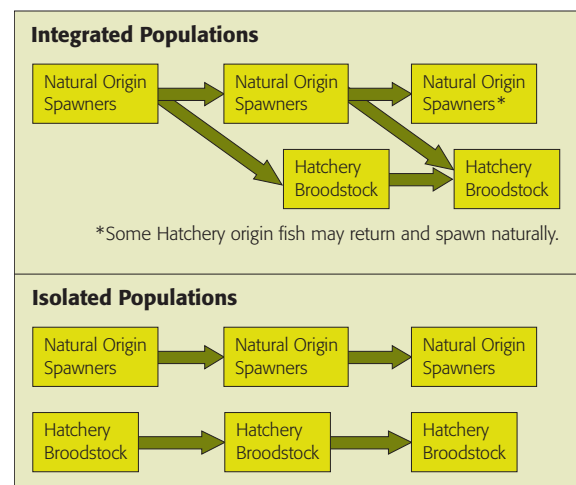 Integrated Populations
Natural Origin
Spawners
Natural Origin
Spawners
Natural Origin
Spawners*
Hatchery
Broodstock
Hatchery
Broodstock
*Some Hatchery origin fish may return and spawn naturally.
Isolated Populations
Natural Origin
Spawners
Natural Origin
Spawners
Natural Origin
Spawners
Hatchery
Broodstock
Hatchery
Broodstock
Hatchery
Broodstock